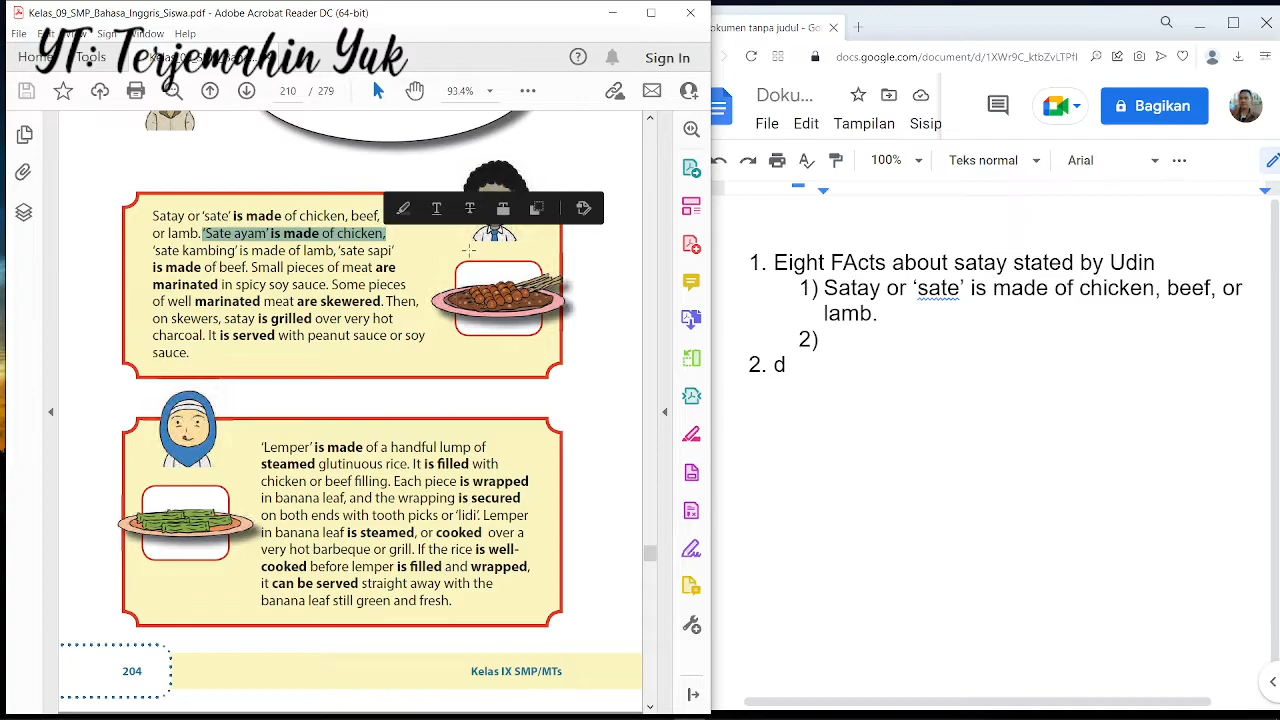 Kelas_09_SMP_Bahasa_Inggris_Siswa.pdf - Adobe Acrobat Reader DC (64-bit)
File Edit View Sign Window Help
YT: Terjemahin Yuk
Home Tools
Sign In
210 / 279
93.4%
Satay or ‘sate’ is made of chicken, beef,
or lamb. ‘Sate ayam’ is made of chicken,
‘sate kambing’ is made of lamb, ‘sate sapi’
is made of beef. Small pieces of meat are
marinated in spicy soy sauce. Some pieces
of well marinated meat are skewered. Then,
on skewers, satay is grilled over very hot
charcoal. It is served with peanut sauce or soy
sauce.
‘Lemper’ is made of a handful lump of
steamed glutinuous rice. It is filled with
chicken or beef filling. Each piece is wrapped
in banana leaf, and the wrapping is secured
on both ends with tooth picks or ‘lidi’. Lemper
in banana leaf is steamed, or cooked over a
very hot barbeque or grill. If the rice is well-
cooked before lemper is filled and wrapped,
it can be served straight away with the
banana leaf still green and fresh.
204
Kelas IX SMP/MTs
okumen tanpa judul - Goo
docs.google.com/document/d/1XWr9C_ktbZvLTPfI
Doku...
File Edit Tampilan Sisip
Bagikan
100% Teks normal Arial
1. Eight FActs about satay stated by Udin
1) Satay or ‘sate’ is made of chicken, beef, or
lamb.
2)
2. d